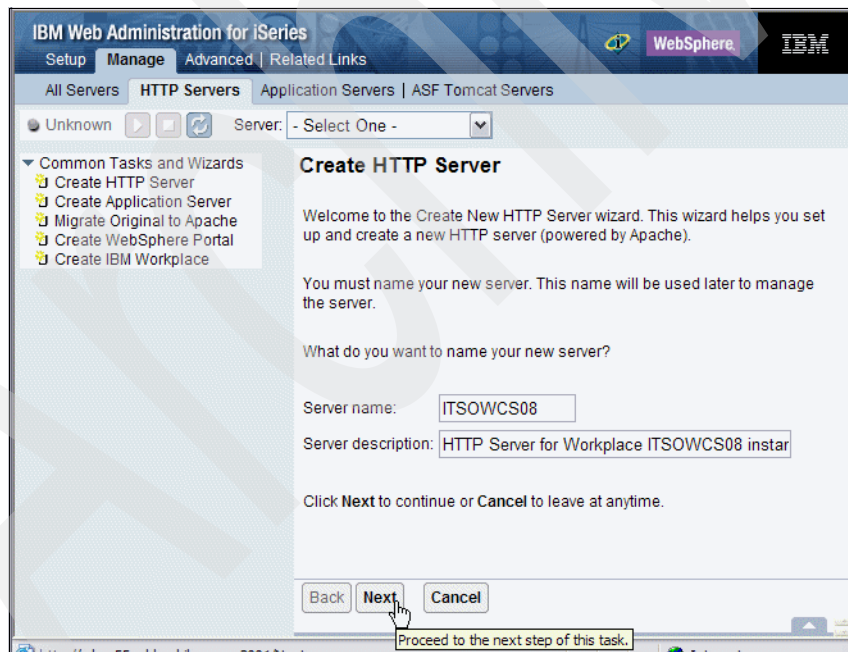 IBM Web Administration for iSeries
WebSphere.
IBM
Setup Manage Advanced | Related Links
All Servers HTTP Servers Application Servers | ASF Tomcat Servers
Unknown Server: - Select One -
Common Tasks and Wizards
Create HTTP Server
Create Application Server
Migrate Original to Apache
Create WebSphere Portal
Create IBM Workplace
Create HTTP Server
Welcome to the Create New HTTP Server wizard. This wizard helps you set
up and create a new HTTP server (powered by Apache).
You must name your new server. This name will be used later to manage
the server.
What do you want to name your new server?
Server name: ITSOWCS08
Server description: HTTP Server for Workplace ITSOWCS08 instar
Click Next to continue or Cancel to leave at anytime.
Back Next Cancel
Proceed to the next step of this task.